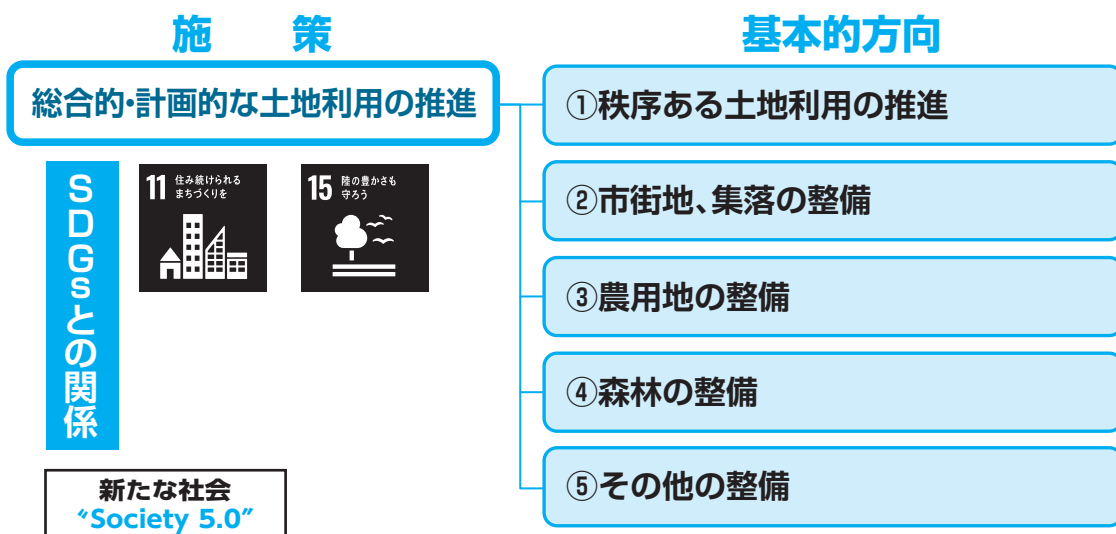 施 策
基本的方向
総合的・計画的な土地利用の推進
①秩序ある土地利用の推進
②市街地、集落の整備
③農用地の整備
④森林の整備
⑤その他の整備
SDGsとの関係
11 住み続けられる
まちづくりを
15 陸の豊かさも
守ろう
新たな社会
“Society 5.0”